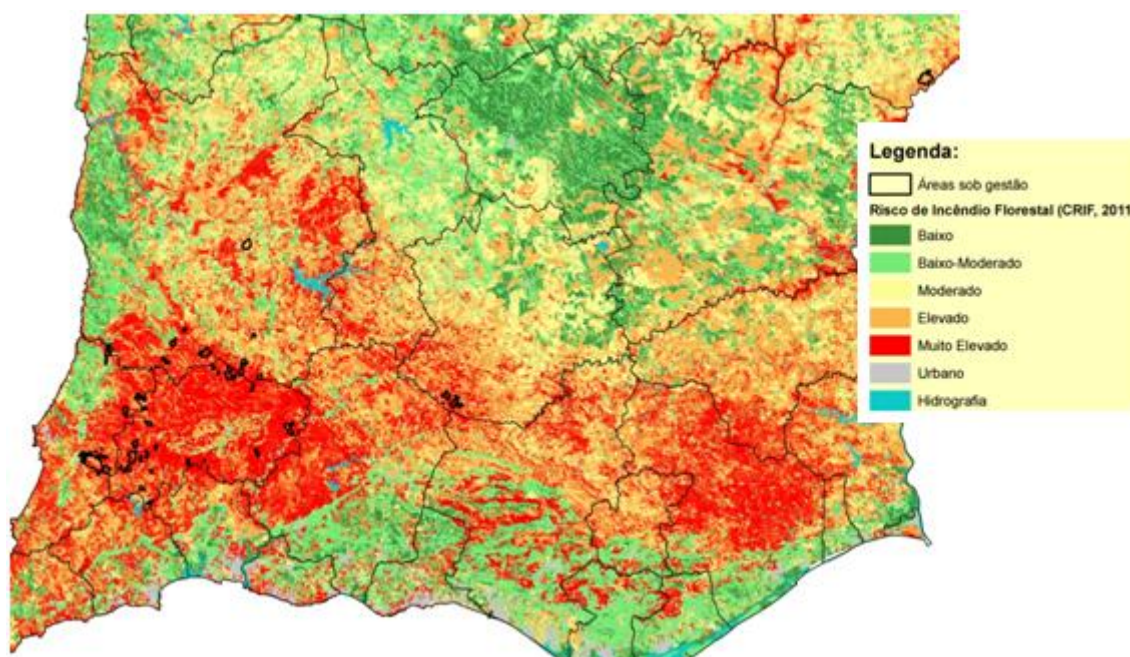 Legenda:
Áreas sob gestão
Risco de Incêndio Florestal (CRIF, 2011
Baixo
Baixo-Moderado
Moderado
Elevado
Muito Elevado
Urbano
Hidrografia